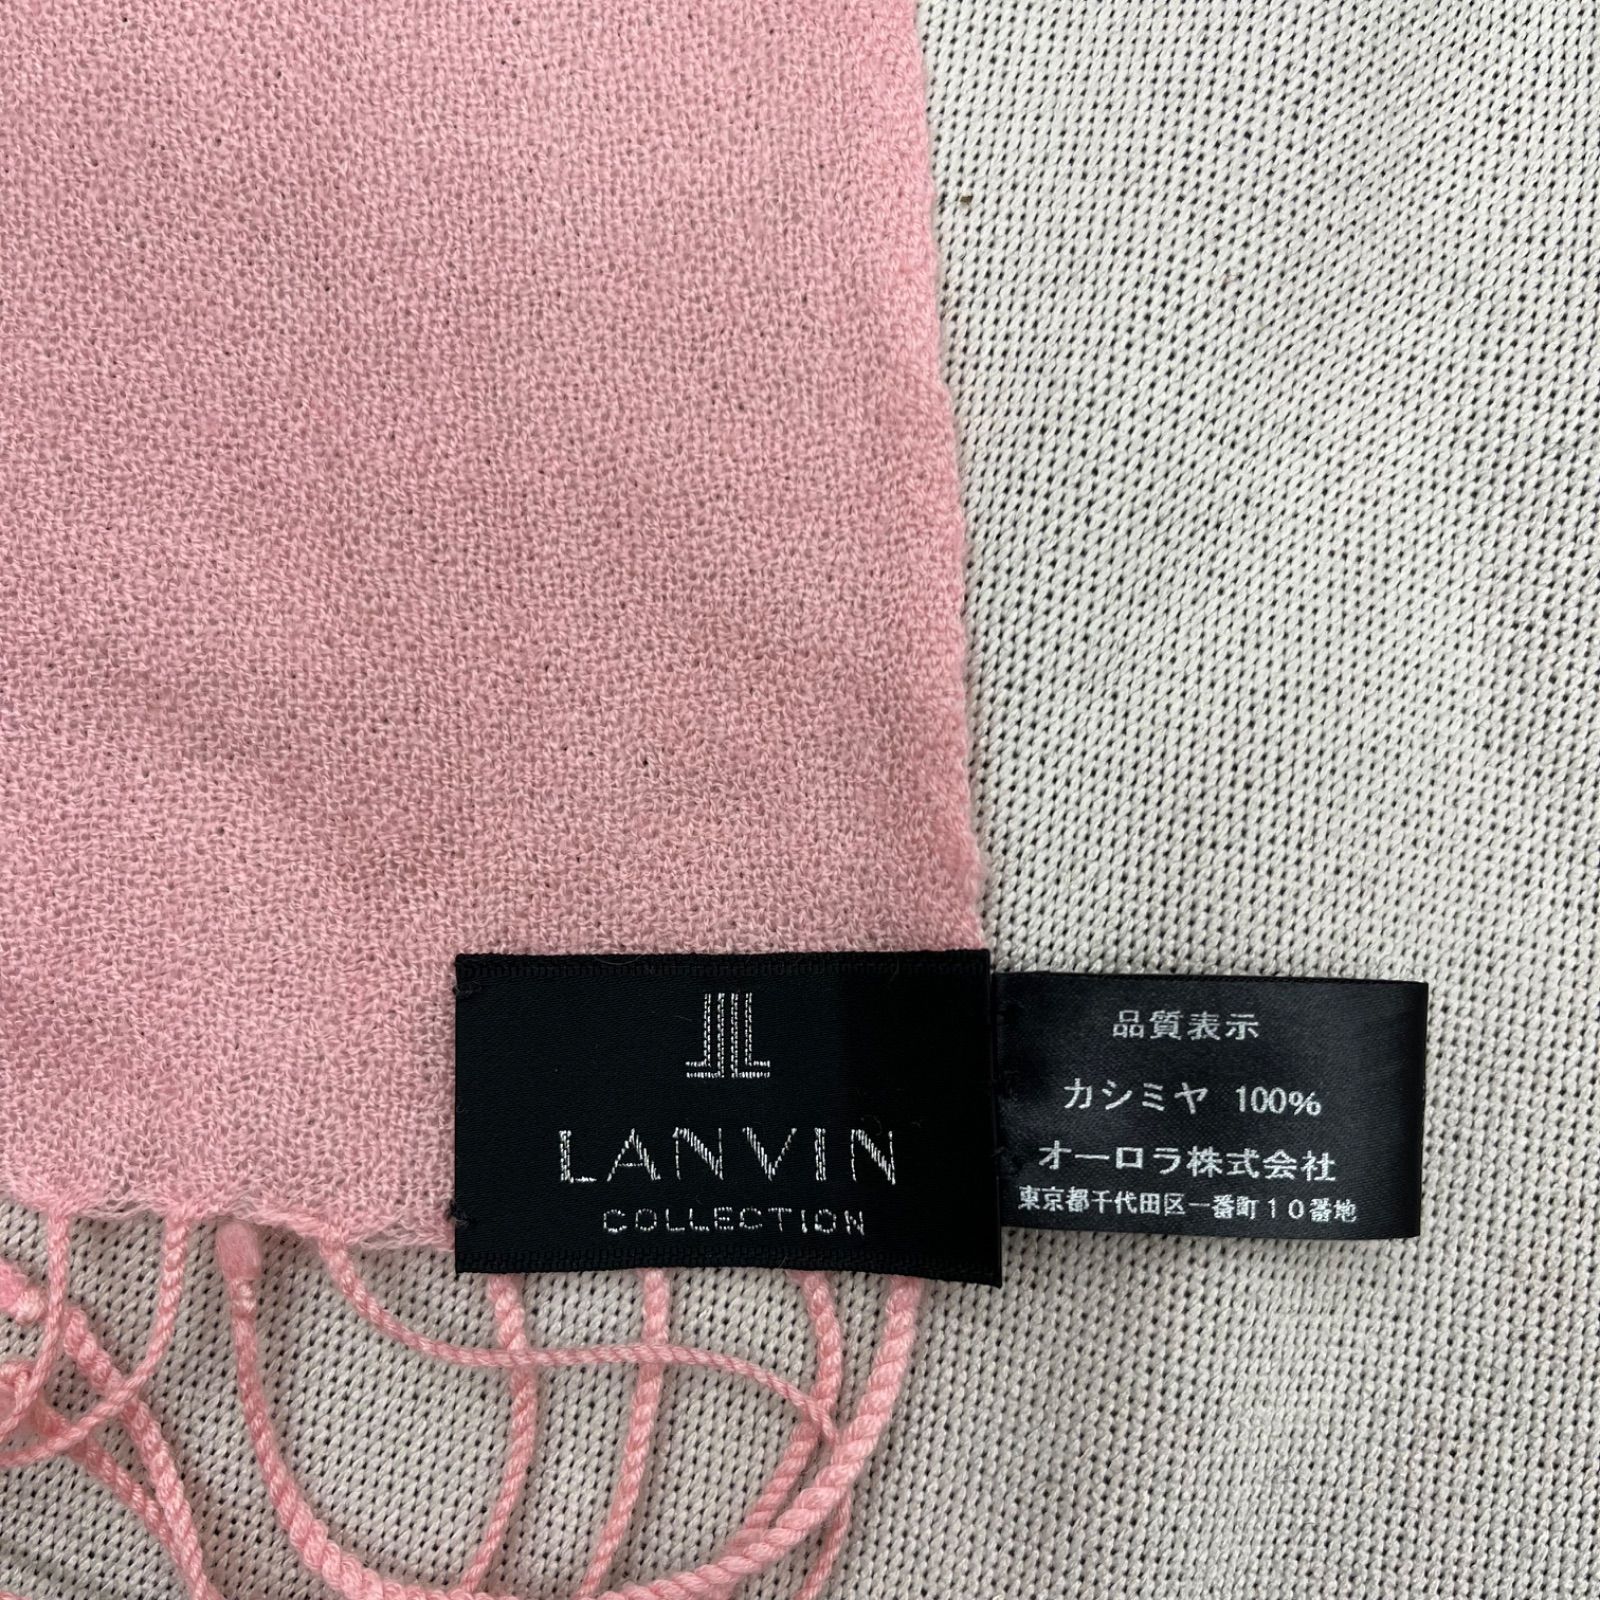 LANVIN
COLLECTION
品質表示
カシミヤ 100%
オーロラ株式会社
東京都千代田区一番町10番地